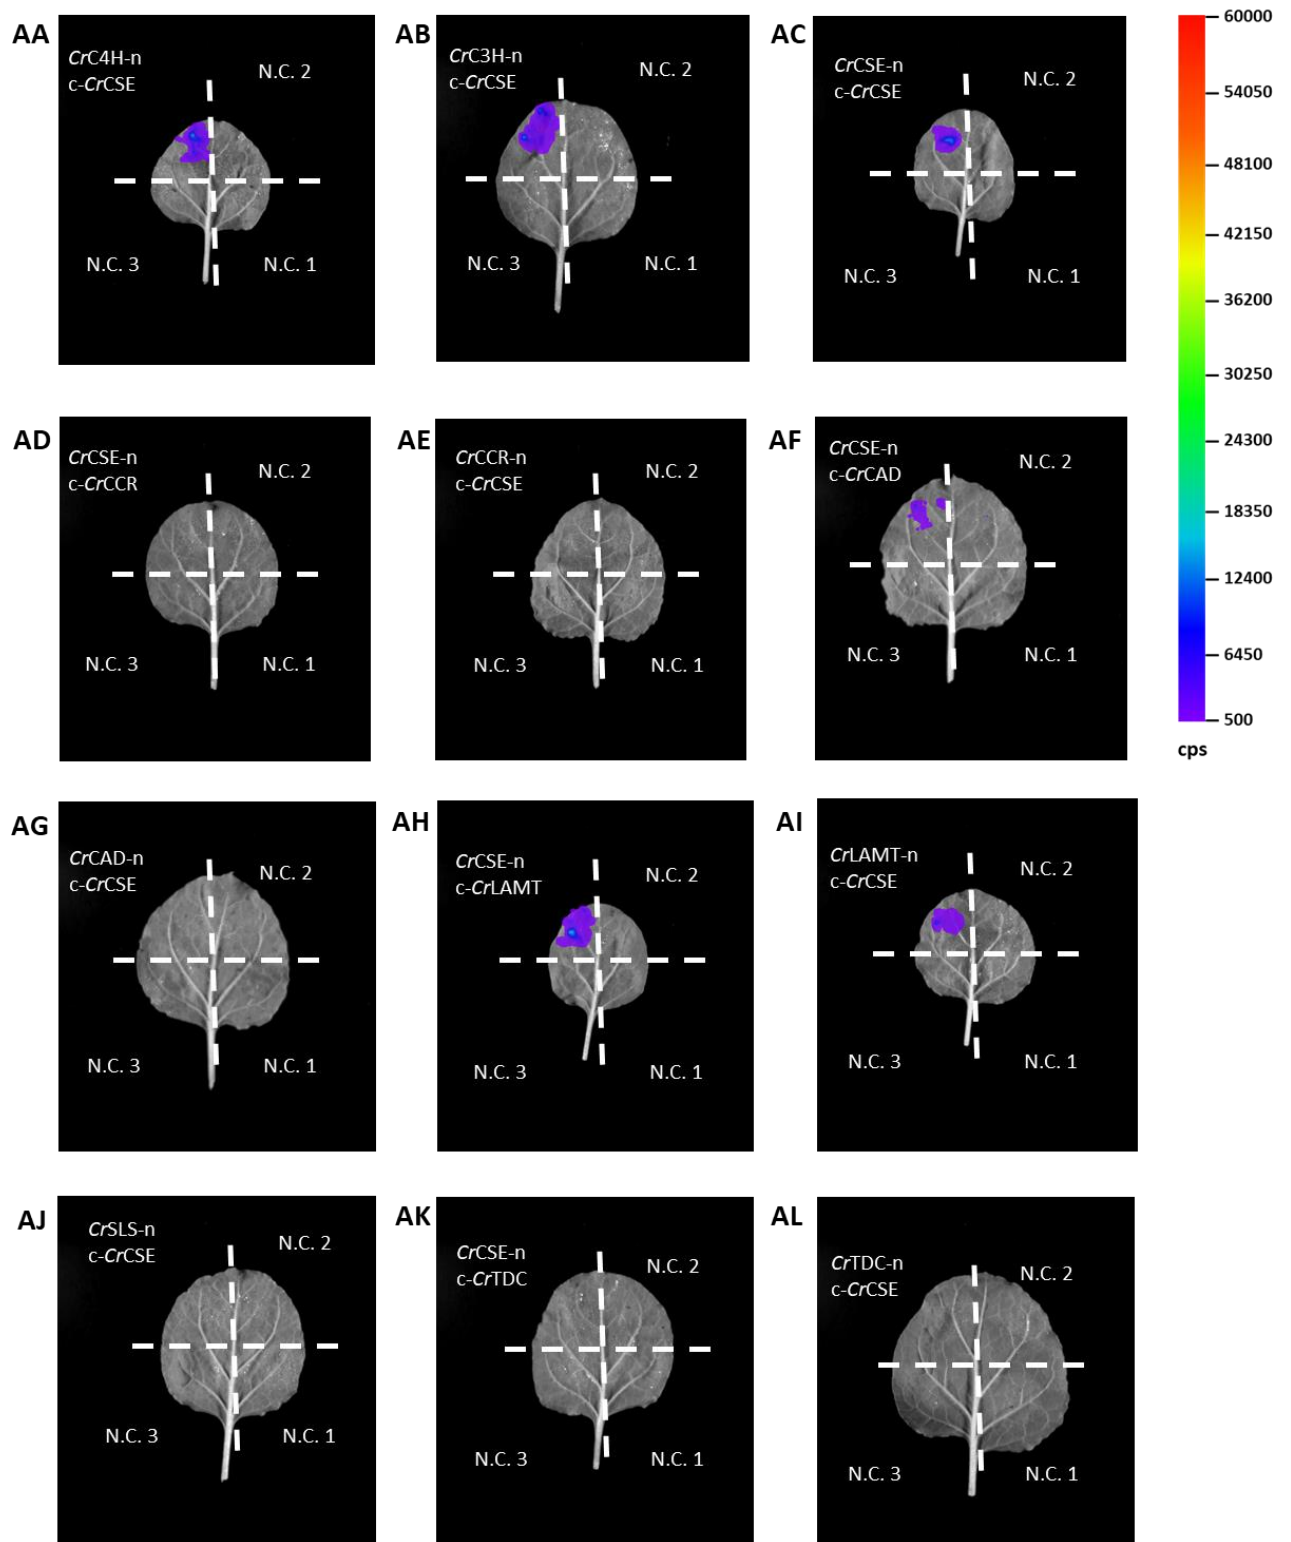 AA
CrC4H-n
c-CrCSE
N.C. 2
N.C. 3
N.C. 1
AB
CrC3H-n
c-CrCSE
N.C. 2
N.C. 3
N.C. 1
AC
CrCSE-n
c-CrCSE
N.C. 2
N.C. 3
N.C. 1
60000
54050
48100
42150
36200
30250
24300
18350
12400
6450
500
cps
AD
CrCSE-n
c-CrCCR
N.C. 2
N.C. 3
N.C. 1
AE
CrCCR-n
c-CrCSE
N.C. 2
N.C. 3
N.C. 1
AF
CrCSE-n
c-CrCAD
N.C. 2
N.C. 3
N.C. 1
AG
CrCAD-n
c-CrCSE
N.C. 2
N.C. 3
N.C. 1
AH
CrCSE-n
c-CrLAMT
N.C. 2
N.C. 3
N.C. 1
AI
CrLAMT-n
c-CrCSE
N.C. 2
N.C. 3
N.C. 1
AJ
CrSLS-n
c-CrCSE
N.C. 2
N.C. 3
N.C. 1
AK
CrCSE-n
c-CrTDC
N.C. 2
N.C. 3
N.C. 1
AL
CrTDC-n
c-CrCSE
N.C. 2
N.C. 3
N.C. 1